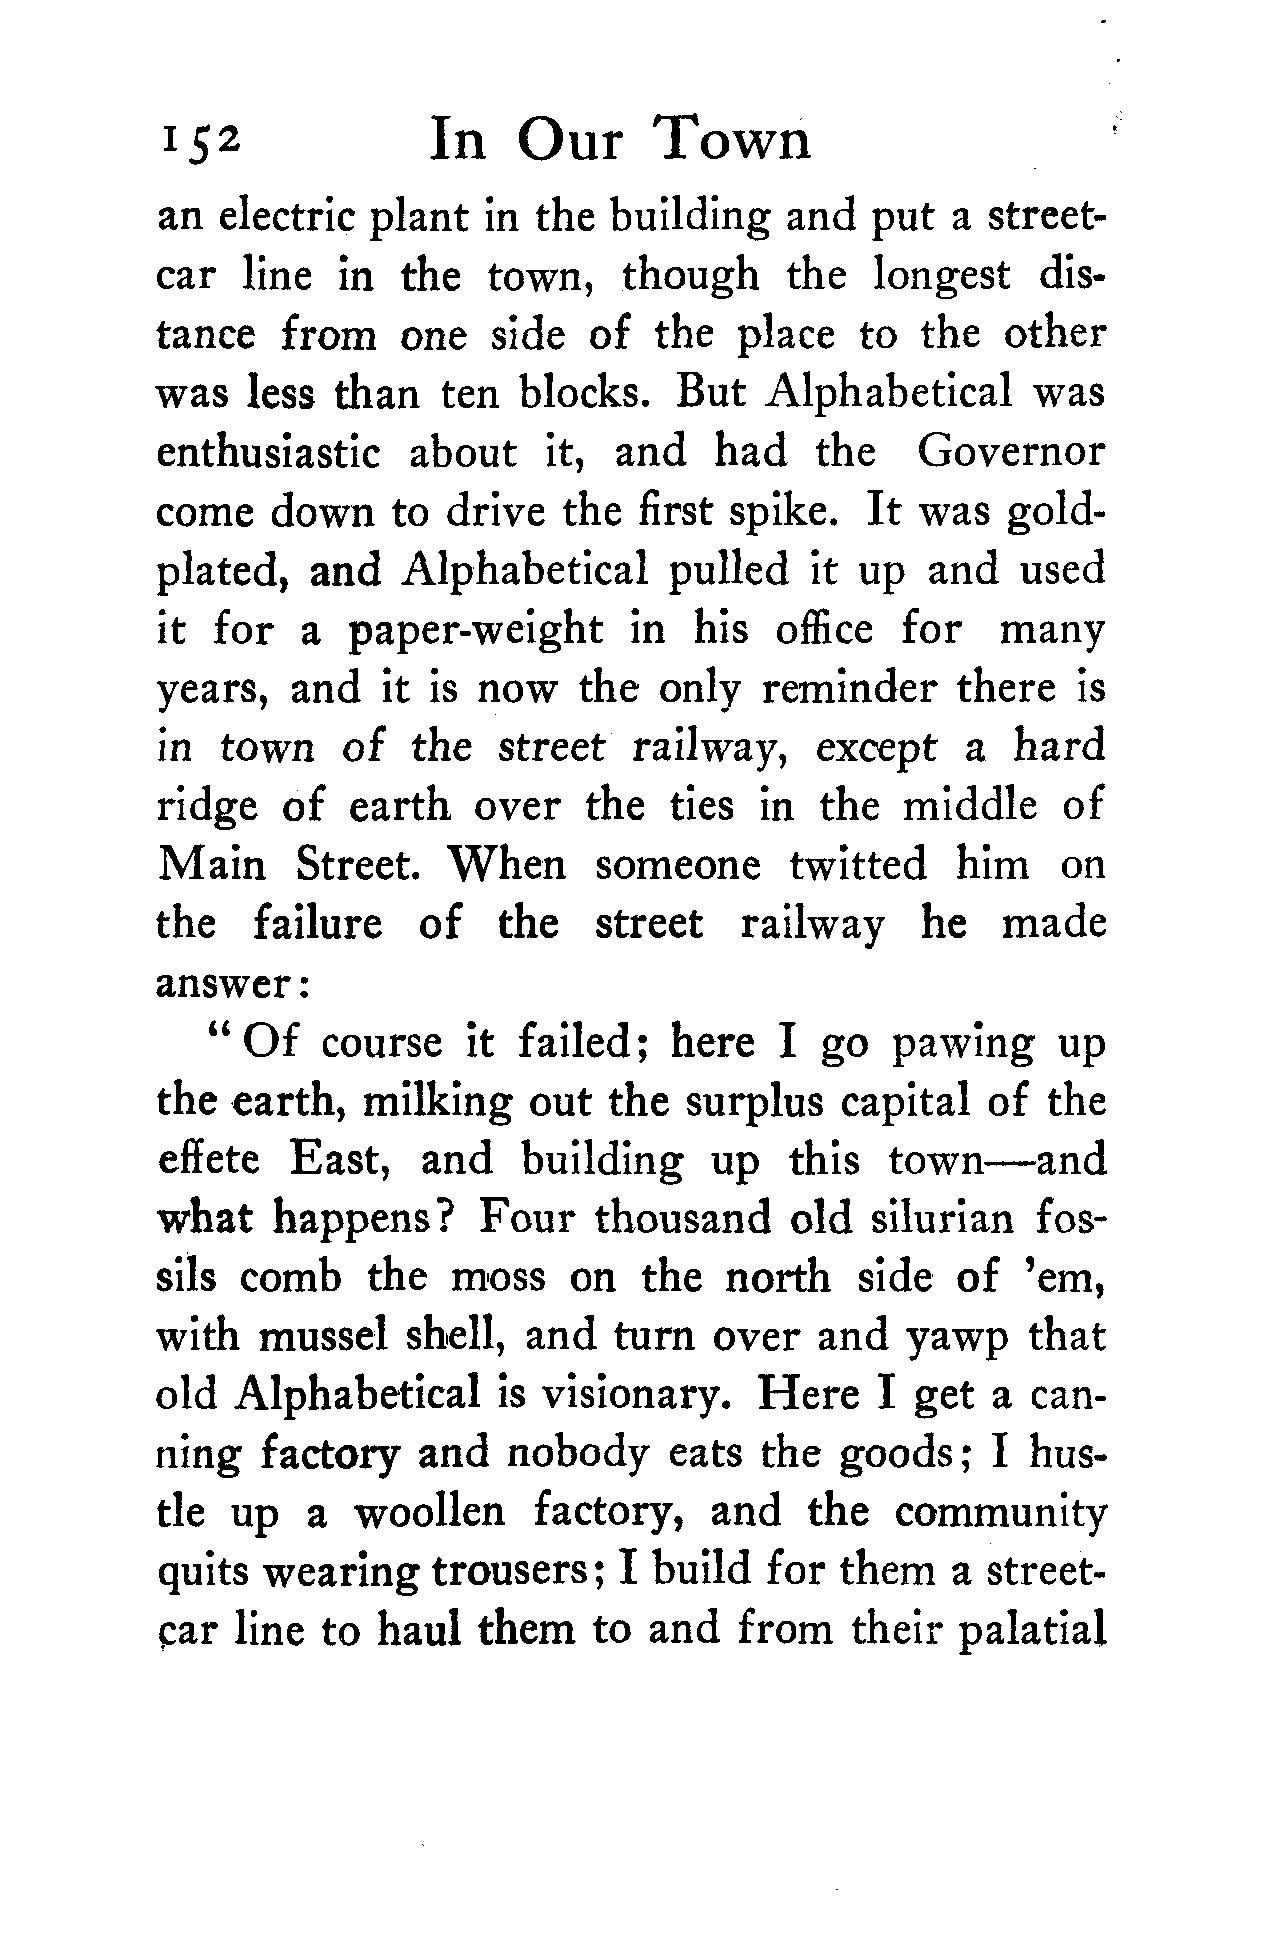 152 In Our Town
an electric plant in the building and put a street-
car line in the town, though the longest dis-
tance from one side of the place to the other
was less than ten blocks. But Alphabetical was
enthusiastic about it, and had the Governor
come down to drive the first spike. It was gold-
plated, and Alphabetical pulled it up and used
it for a paper-weight in his office for many
years, and it is now the only reminder there is
in town of the street railway, except a hard
ridge of earth over the ties in the middle of
Main Street. When someone twitted him on
the failure of the street railway he made
answer:
“Of course it failed; here I go pawing up
the earth, milking out the surplus capital of the
effete East, and building up this town—and
what happens? Four thousand old silurian fos-
sils comb the moss on the north side of ’em,
with mussel shell, and turn over and yawp that
old Alphabetical is visionary. Here I get a can-
ning factory and nobody eats the goods; I hus-
tle up a woollen factory, and the community
quits wearing trousers; I build for them a street-
car line to haul them to and from their palatial